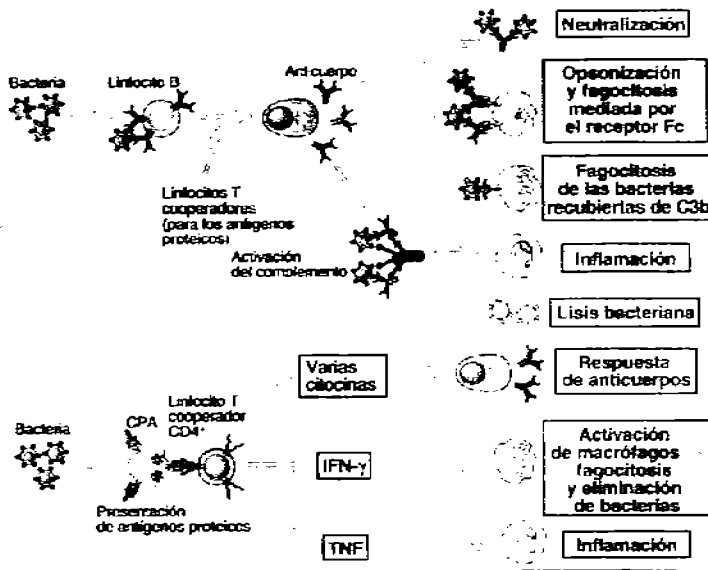 Neutralización
Bacteria
Linfocito B
Anticuerpo
Opsonización
y fagocitosis
mediada por
el receptor Fc
Linfocitos T
cooperadores
(para los antígenos
proteicos)
Fagocitosis
de las bacterias
recubiertas de C3b
Activación
del complemento
Inflamación
Lisis bacteriana
Varias
citocinas
Respuesta
de anticuerpos
Bacteria
CPA
Linfocito T
cooperador
CD4+
IFN-γ
Activación
de macrófagos
fagocitosis
y eliminación
de bacterias
Presentación
de antígenos proteicos
TNF
Inflamación